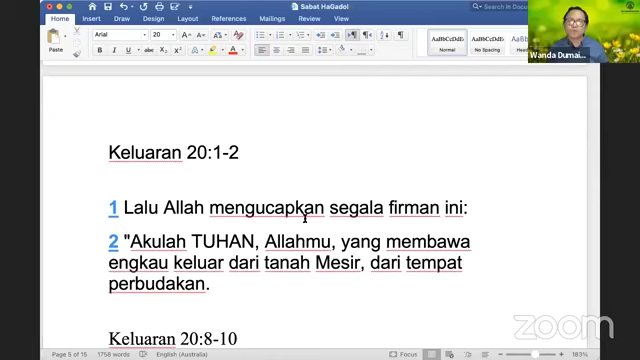 Sabat HaGadol
Home Insert Draw Design Layout References Mailings Review
Paste Arial 20 AaBbCcDdEe AaBbCcDdEe AaBbCcDc
Normal No Spacing
Wanda Dumai...
Keluaran 20:1-2
1 Lalu Allah mengucapkan segala firman ini:
2 "Akulah TUHAN, Allahmu, yang membawa
engkau keluar dari tanah Mesir, dari tempat
perbudakan.
Keluaran 20:8-10
zoom
Page 5 of 15 1758 words English (Australia) Focus 183%